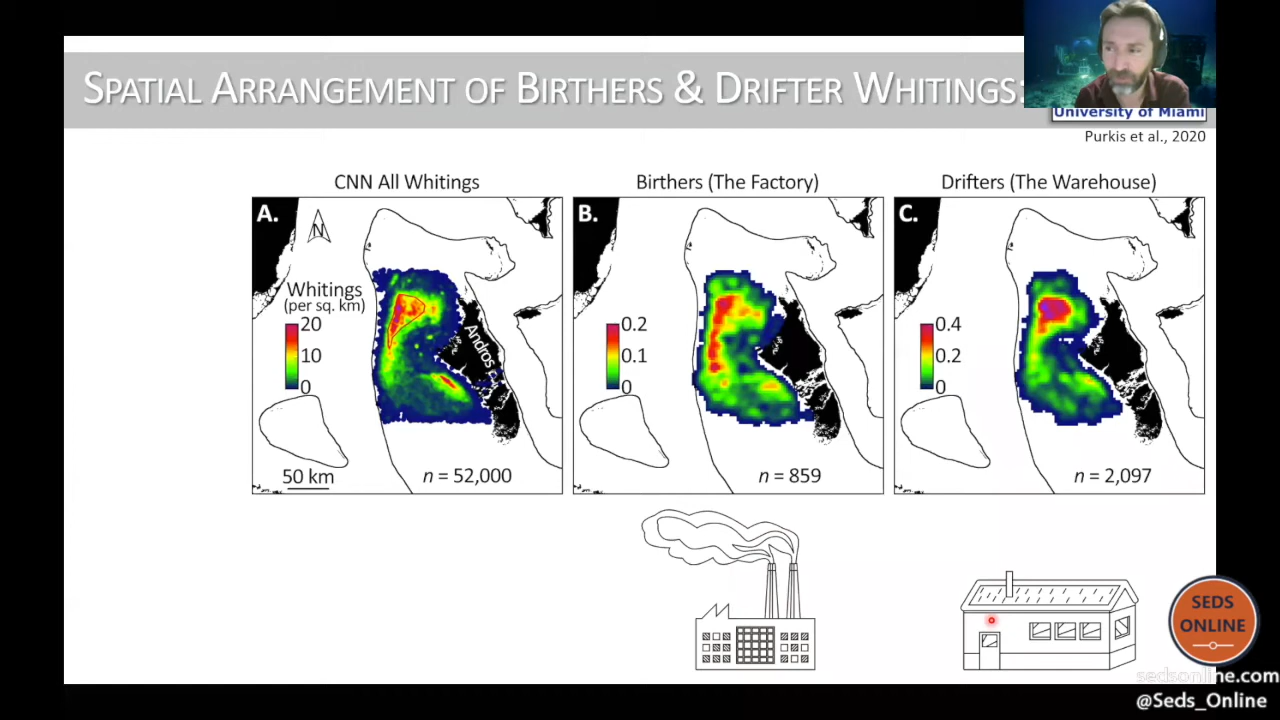 SPATIAL ARRANGEMENT OF BIRTHERS & DRIFTER WHITINGS:
University of Miami
Purkis et al., 2020
CNN All Whitings
Birthers (The Factory)
Drifters (The Warehouse)
A.
N
Whitings
(per sq. km)
20
10
0
Andros
50 km
n = 52,000
B.
0.2
0.1
0
n = 859
C.
0.4
0.2
0
n = 2,097
SEDS
ONLINE
sedsonline.com
@Seds_Online